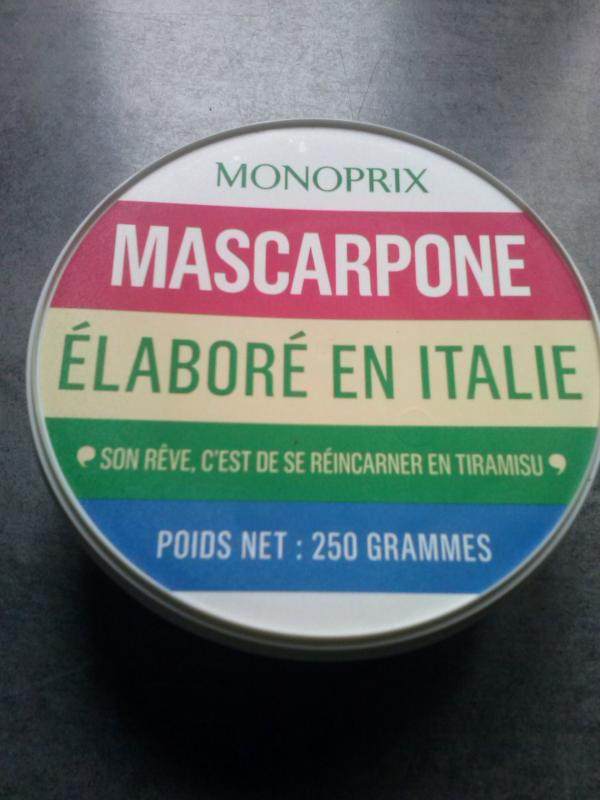 MONOPRIX
MASCARPONE
ÉLABORÉ EN ITALIE
❜ SON RÊVE, C'EST DE SE RÉINCARNER EN TIRAMISU ❜
POIDS NET : 250 GRAMMES